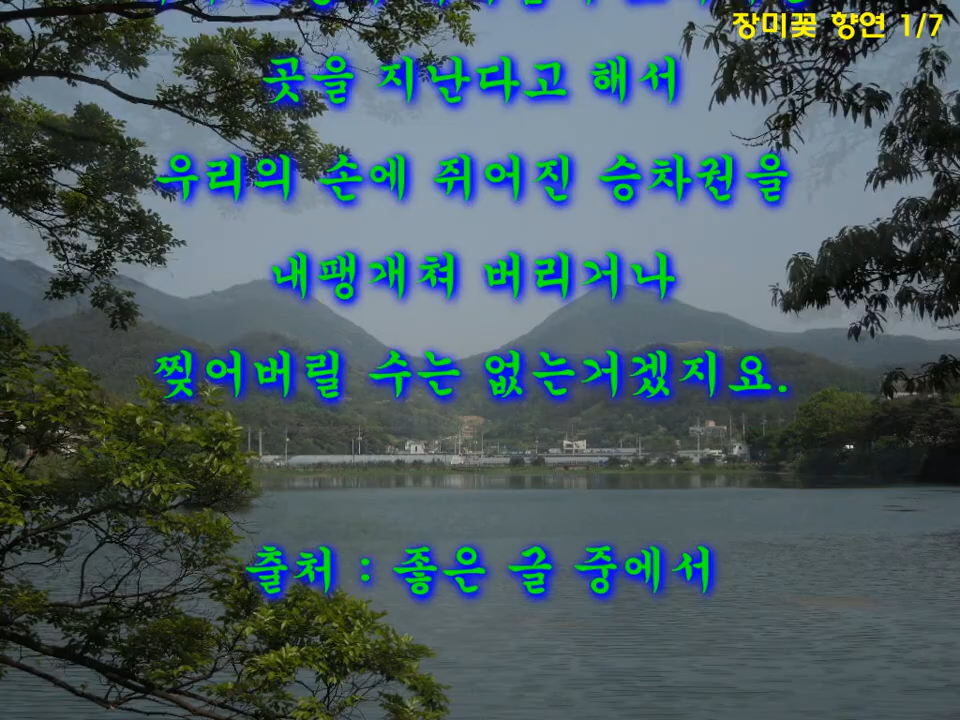 장미꽃 향연 1/7
곳을 지난다고 해서
우리의 손에 쥐어진 승차권을
내팽개쳐 버리거나
찢어버릴 수는 없는거겠지요.
출처 : 좋은 글 중에서